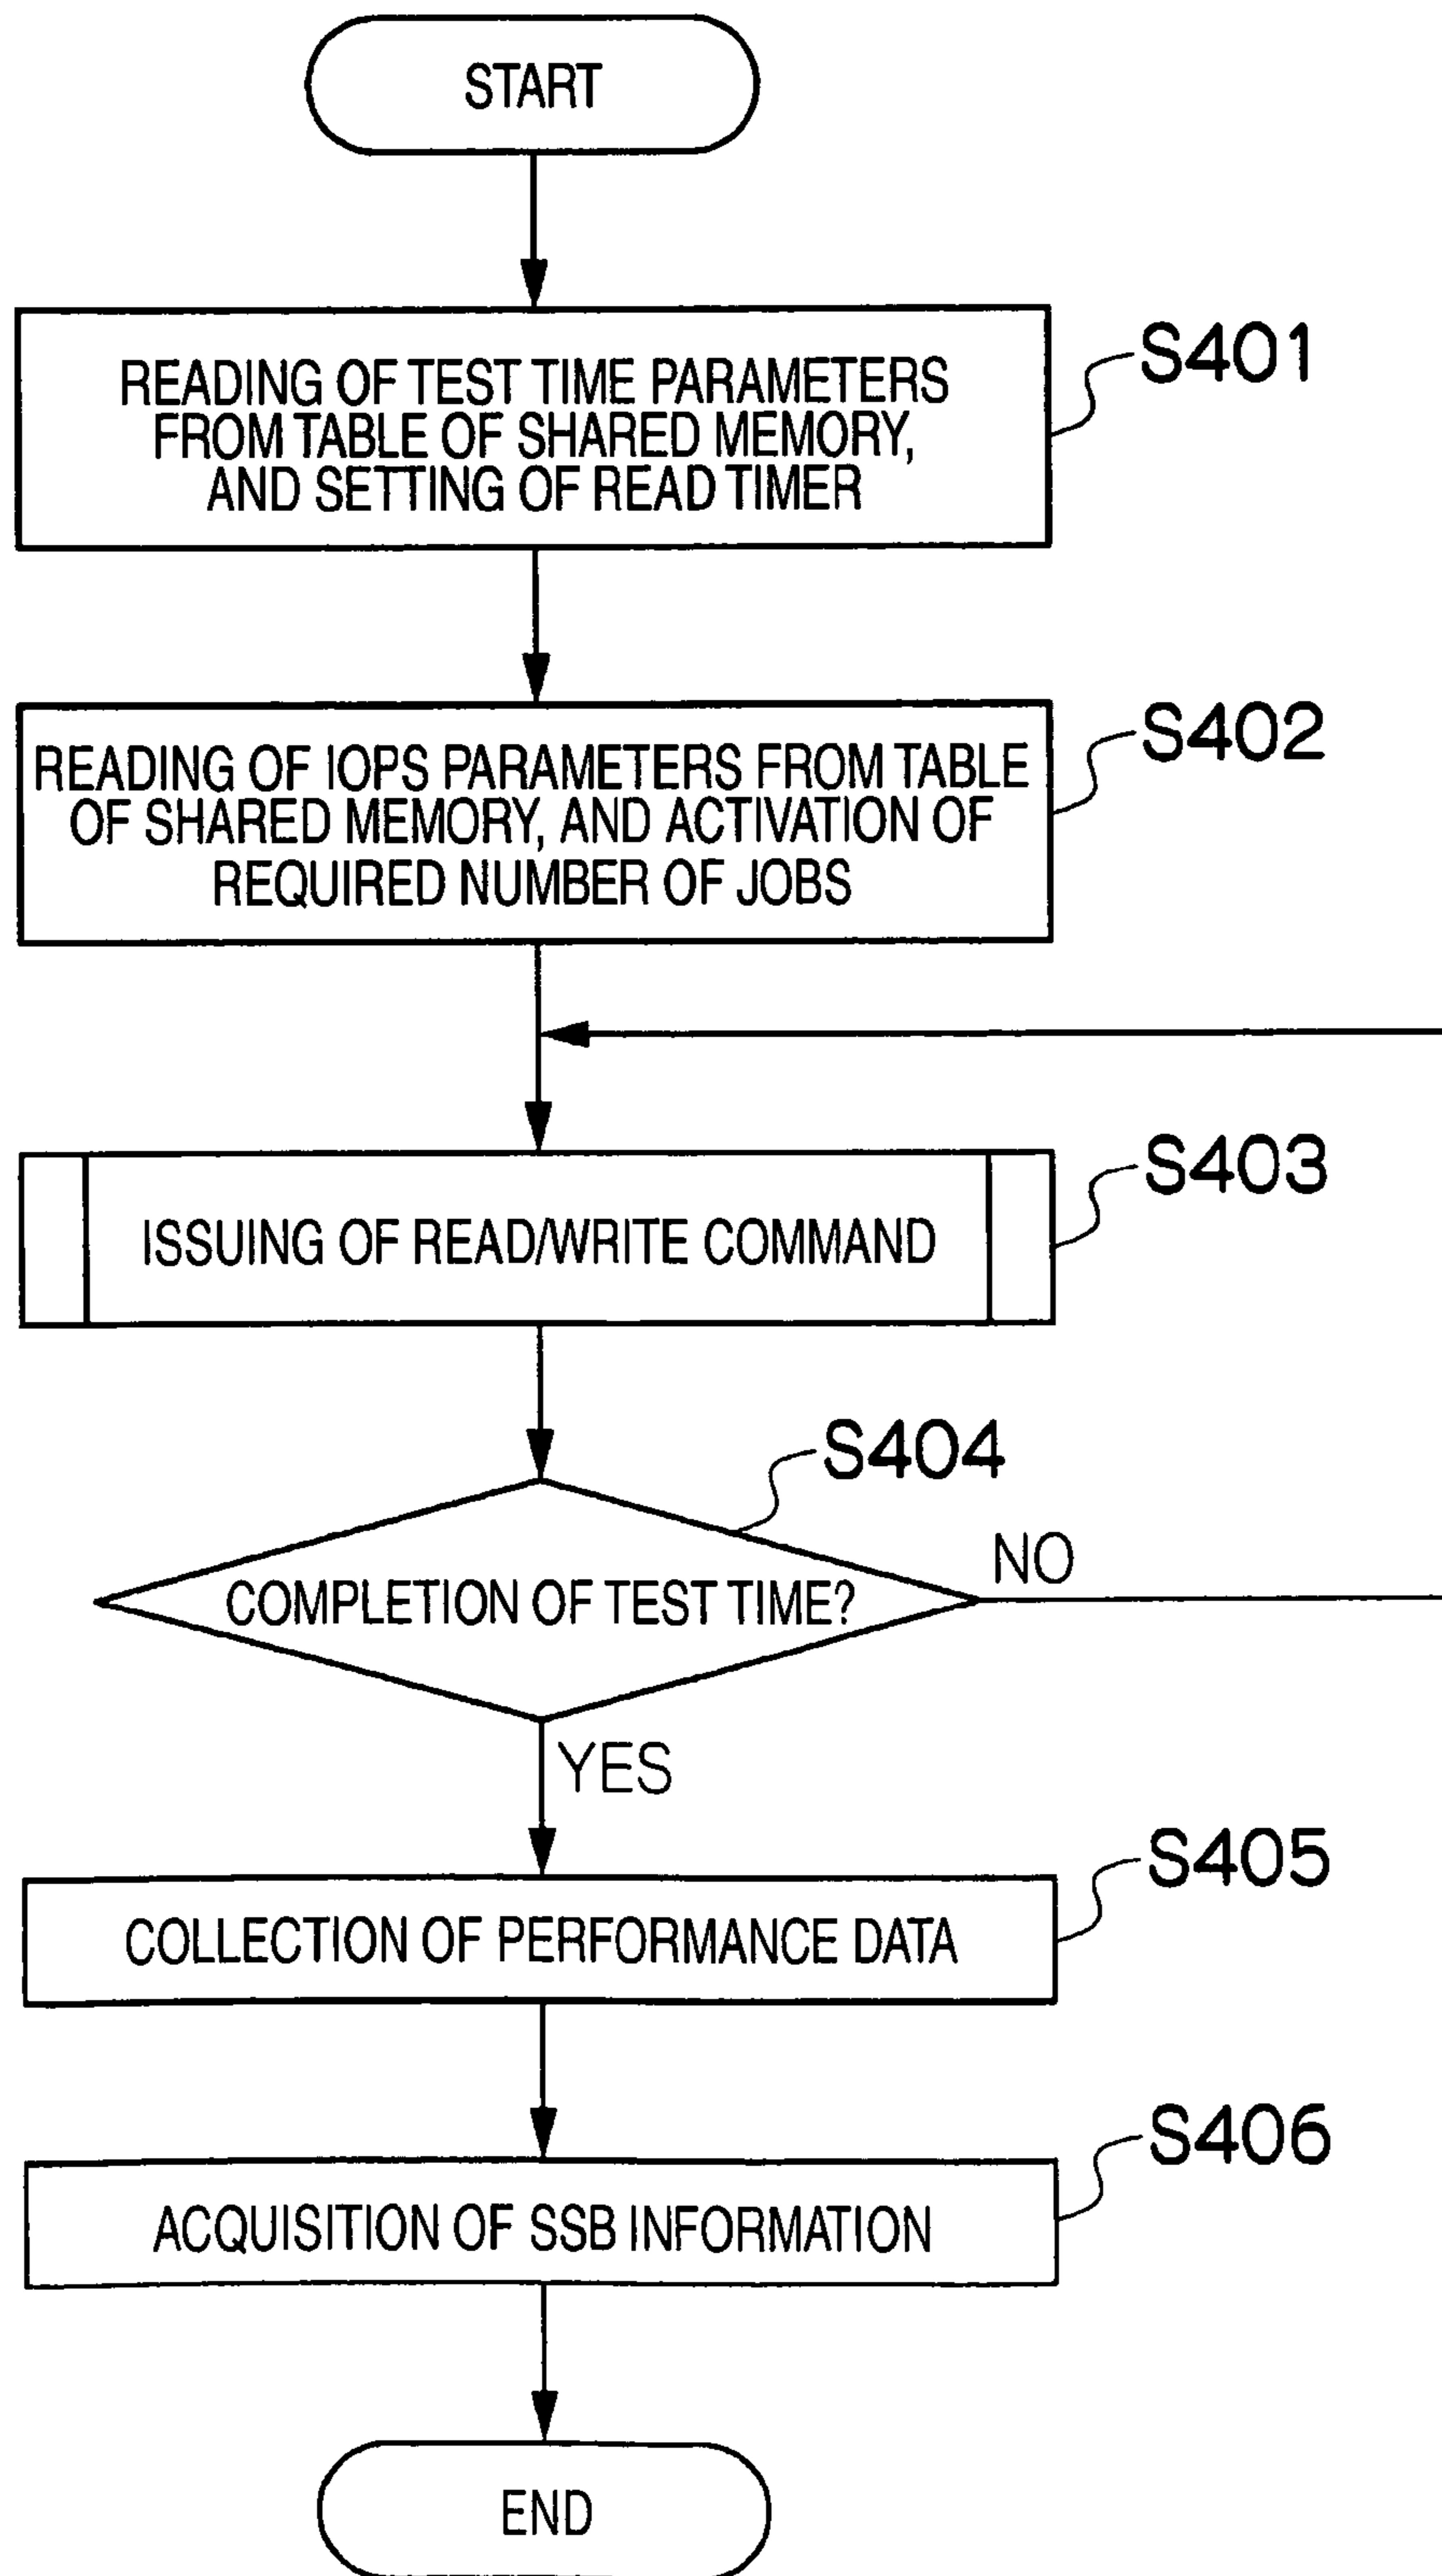 START
READING OF TEST TIME PARAMETERS
FROM TABLE OF SHARED MEMORY,
AND SETTING OF READ TIMER
S401
READING OF IOPS PARAMETERS FROM TABLE
OF SHARED MEMORY, AND ACTIVATION OF
REQUIRED NUMBER OF JOBS
S402
ISSUING OF READ/WRITE COMMAND
S403
S404
COMPLETION OF TEST TIME?
NO
YES
COLLECTION OF PERFORMANCE DATA
S405
ACQUISITION OF SSB INFORMATION
S406
END